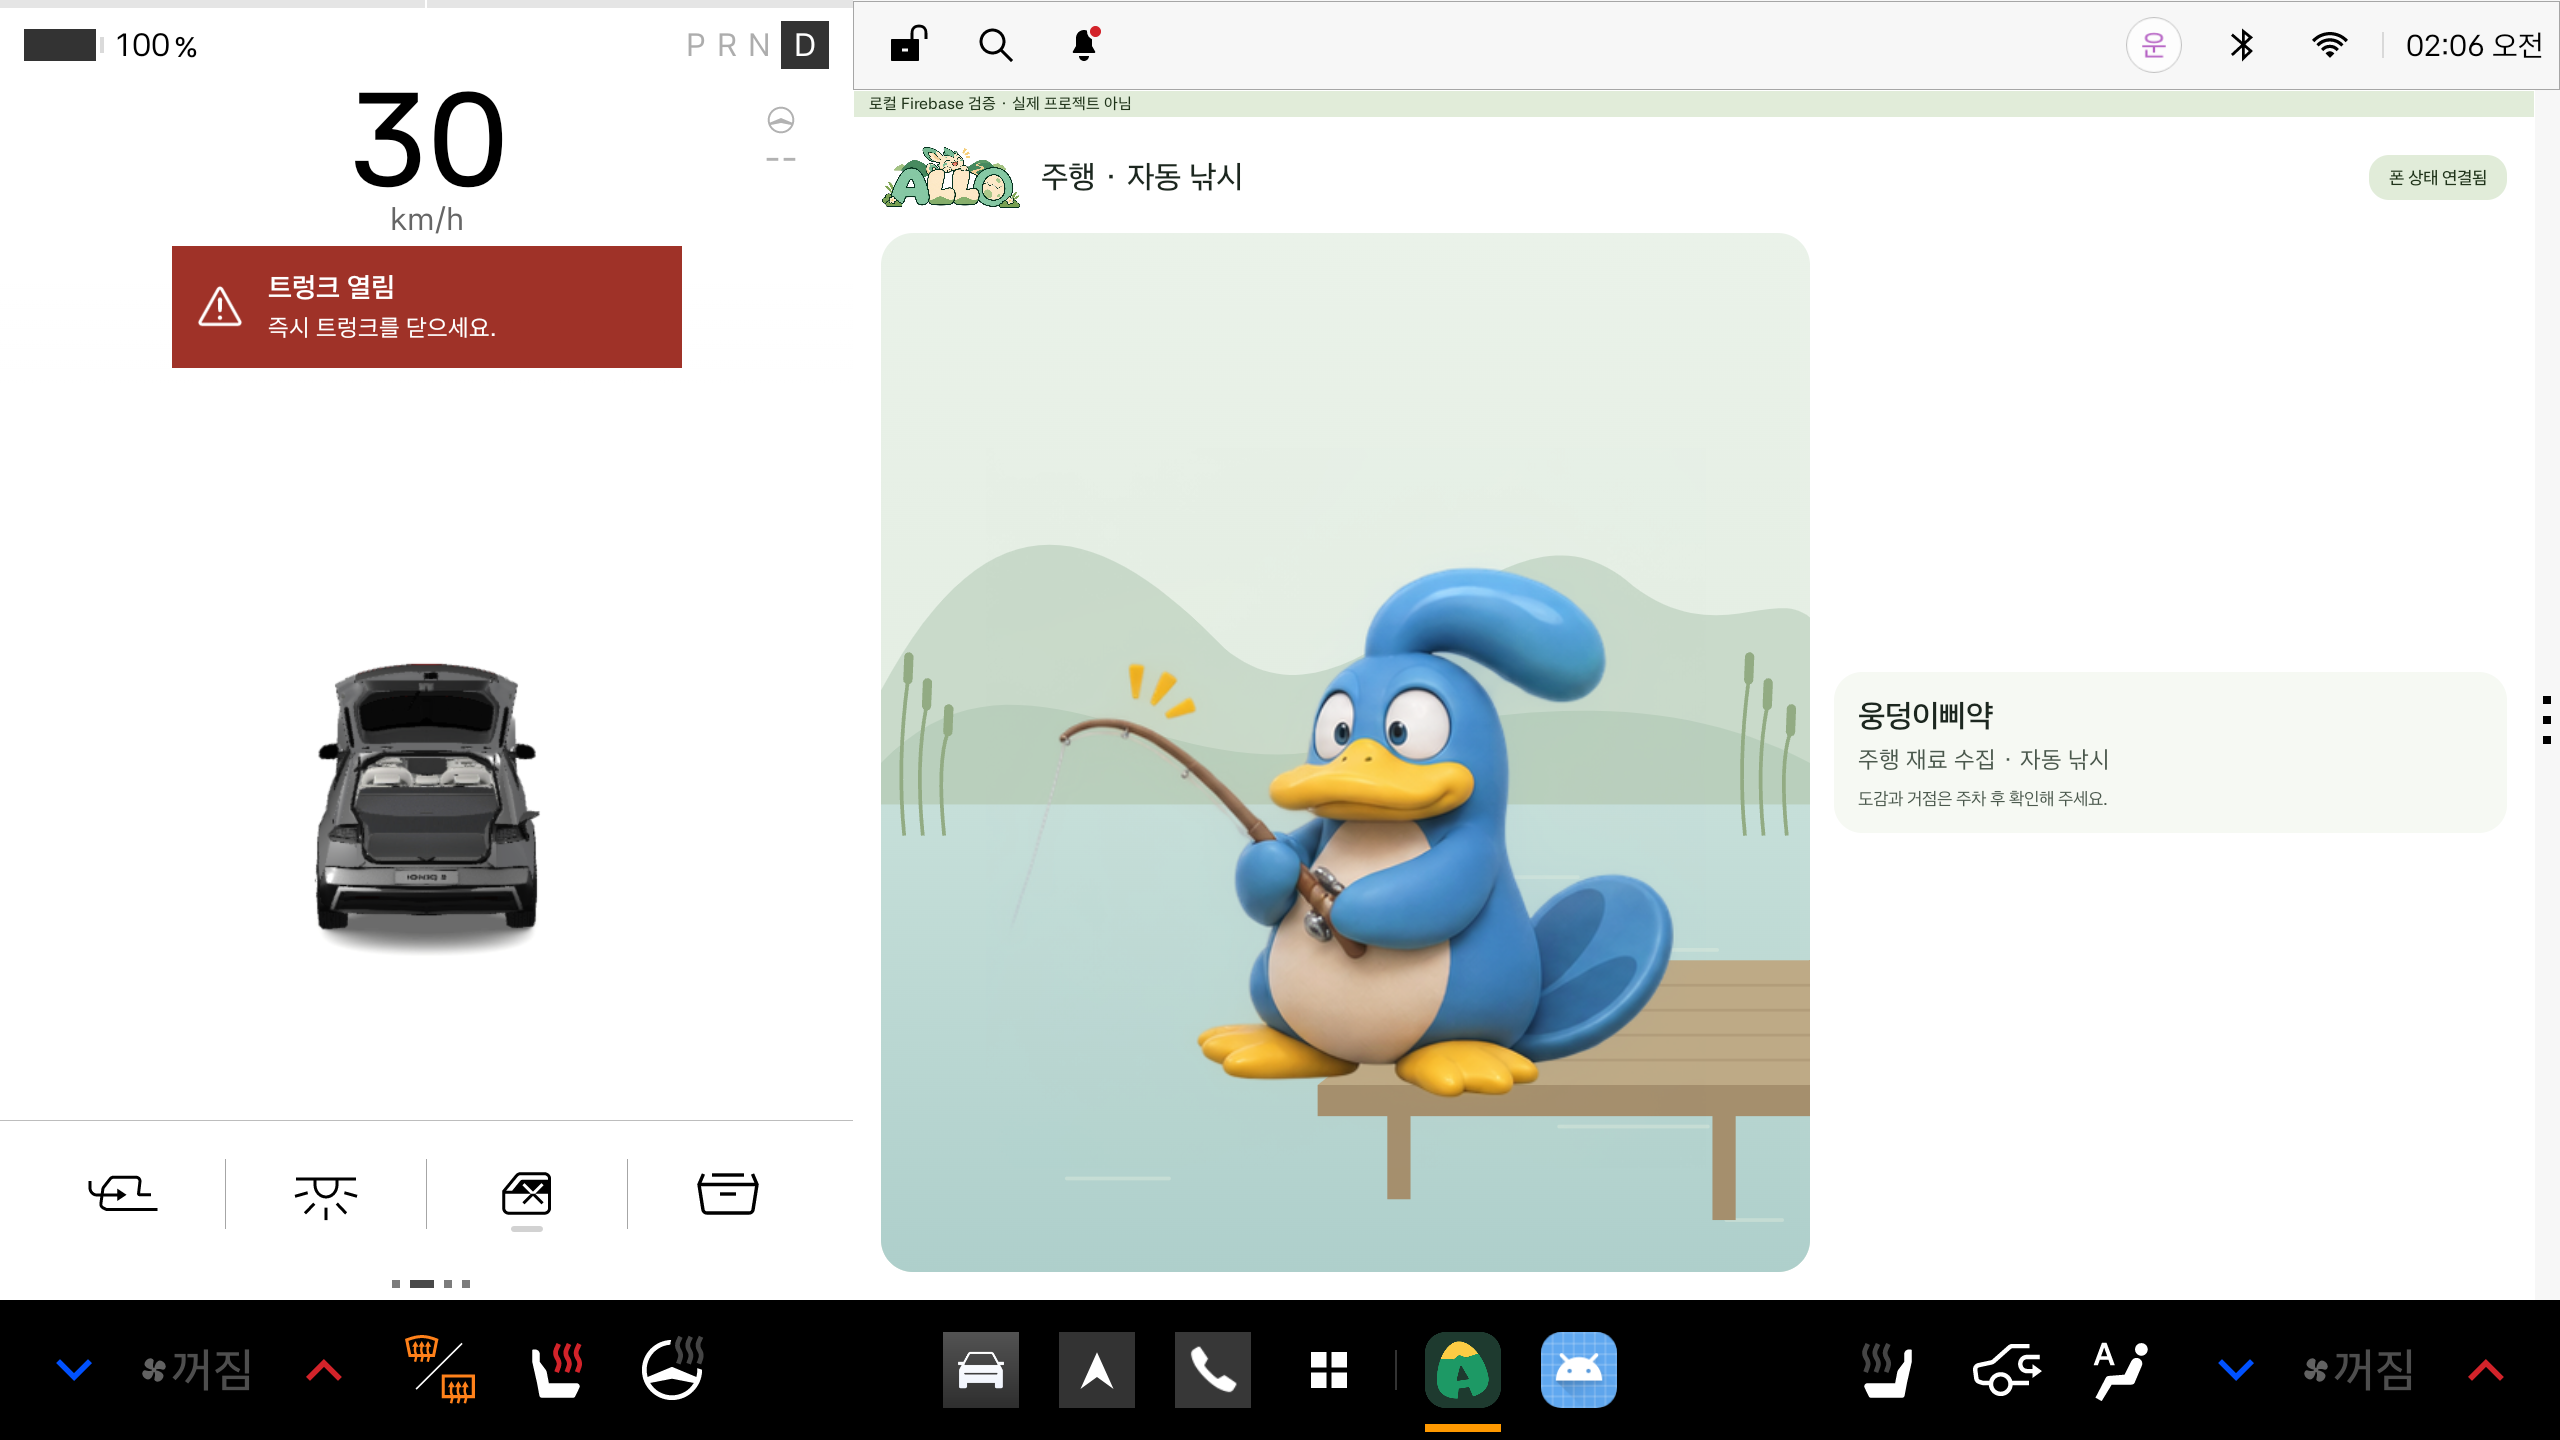 100%
P R N D
30
km/h
--
트렁크 열림
즉시 트렁크를 닫으세요.
운
02:06 오전
로컬 Firebase 검증 · 실제 프로젝트 아님
ALLO
주행 · 자동 낚시
폰 상태 연결됨
웅덩이삐약
주행 재료 수집 · 자동 낚시
도감과 거점은 주차 후 확인해 주세요.
IONIQ 5
꺼짐
A
A
꺼짐